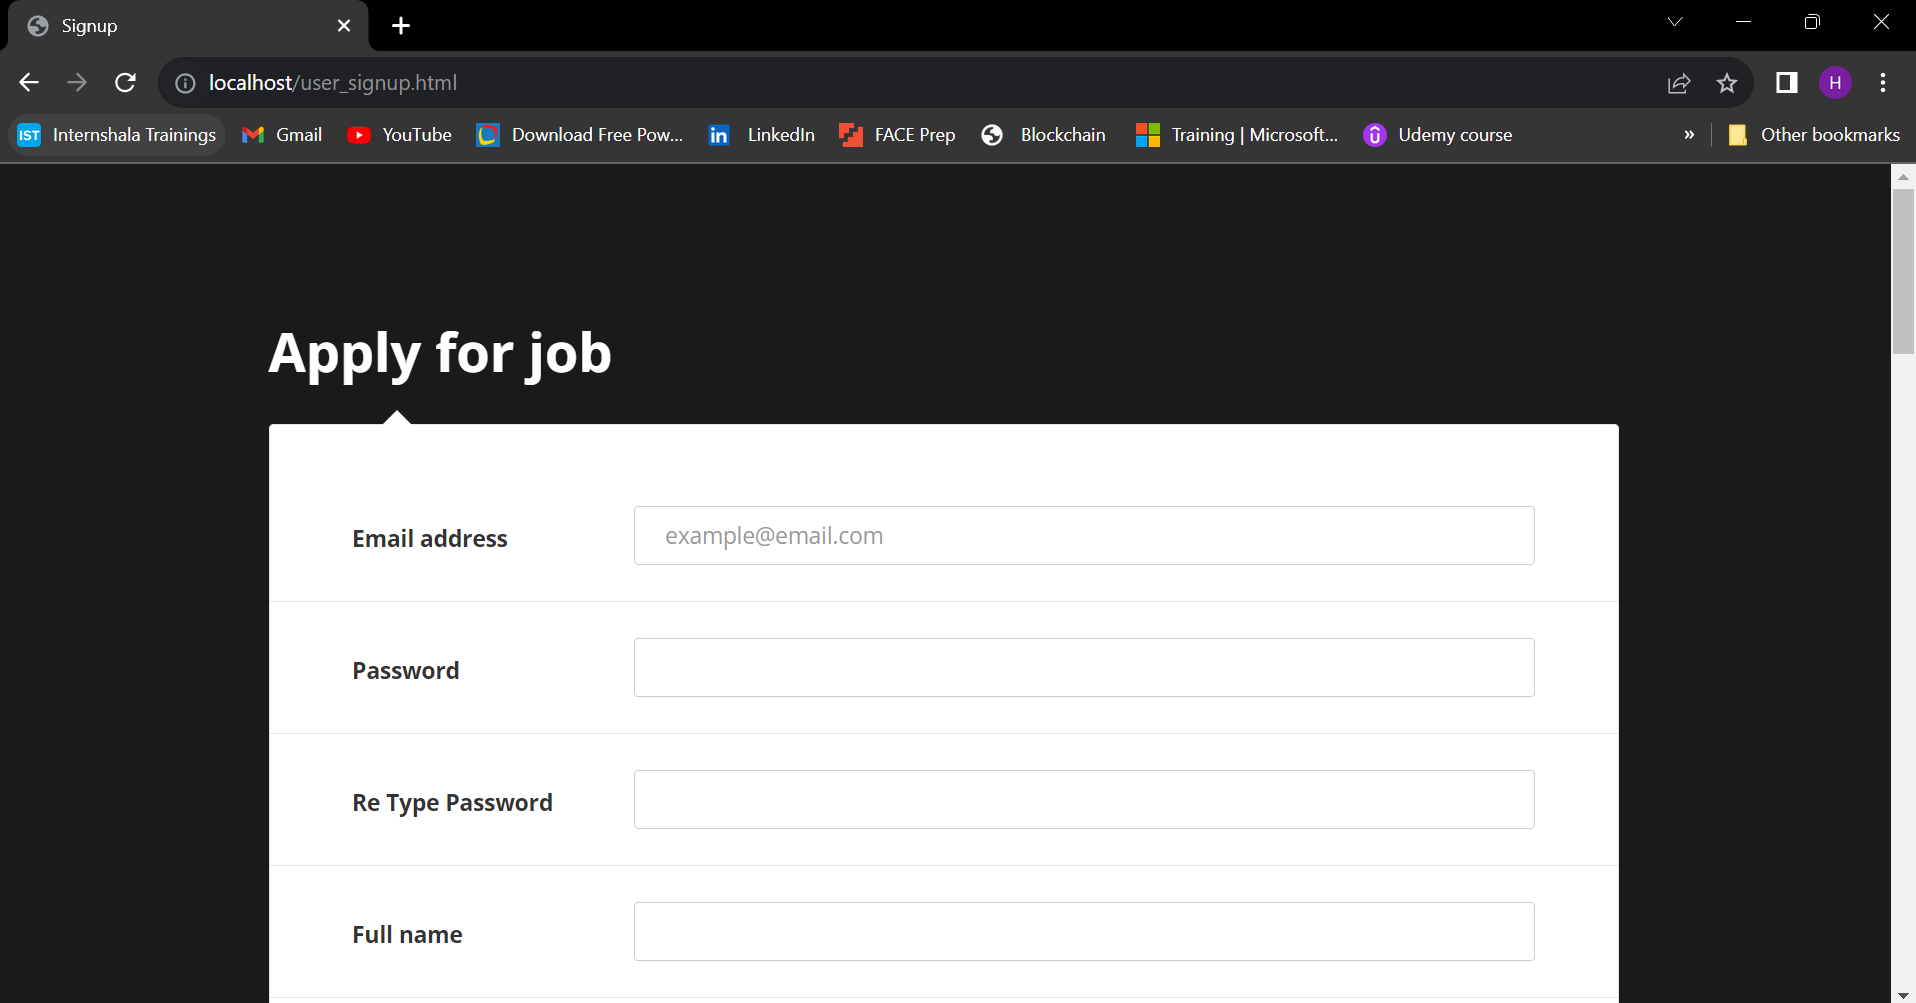 Signup
localhost/user_signup.html
H
IST Internshala Trainings Gmail YouTube Download Free Pow... in LinkedIn FACE Prep Blockchain Training | Microsoft... Udemy course » Other bookmarks
Apply for job
Email address example@email.com
Password
Re Type Password
Full name